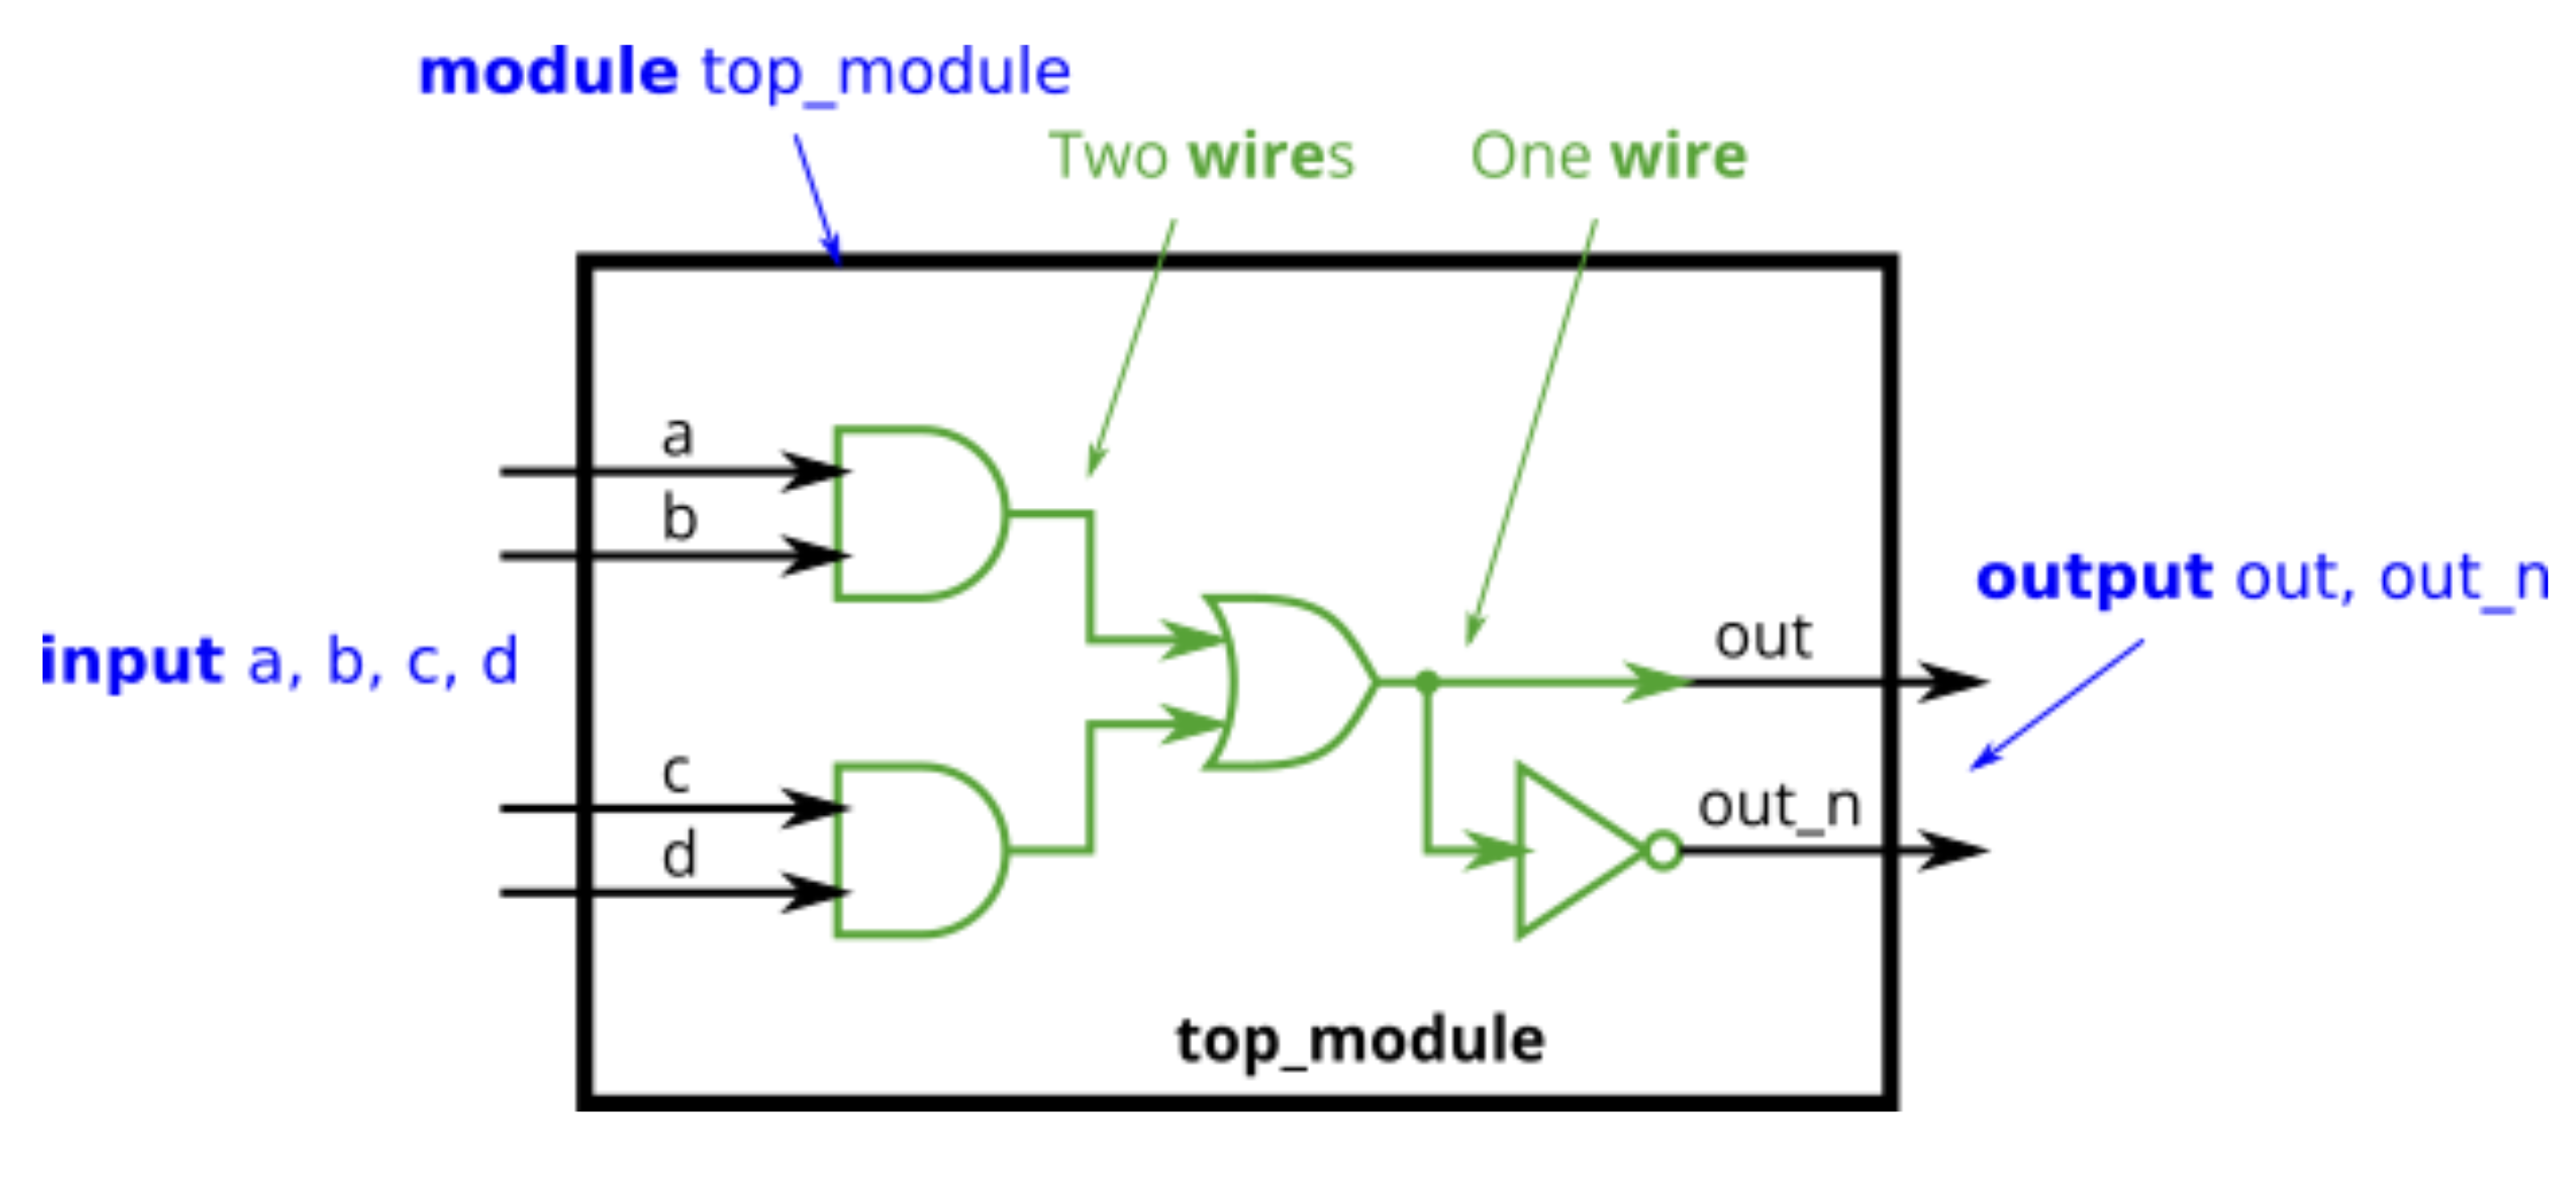 module top_module
Two wires
One wire
a
b
input a, b, c, d
c
d
out
output out, out_n
out_n
top_module